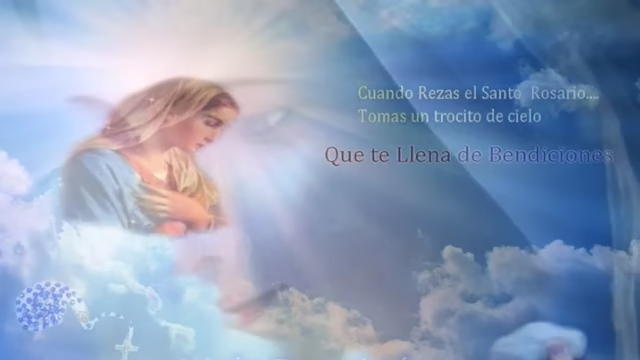 Cuando Rezas el Santo Rosario....
Tomas un trocito de cielo
Que te Llena de Bendiciones